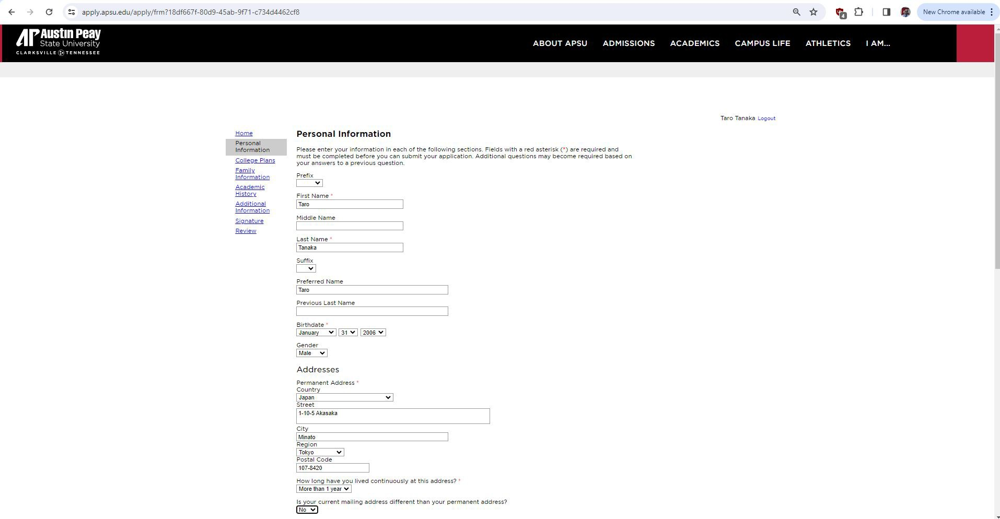 apply.apsu.edu/apply/frm?18df667f-80d9-45ab-9f71-c734d4462cf8
4
New Chrome available
AP Austin Peay
State University
CLARKSVILLE TENNESSEE
ABOUT APSU ADMISSIONS ACADEMICS CAMPUS LIFE ATHLETICS I AM...
Taro Tanaka Logout
Home
Personal
Information
College Plans
Family
Information
Academic
History
Additional
Information
Signature
Review
Personal Information
Please enter your information in each of the following sections. Fields with a red asterisk (*) are required and
must be completed before you can submit your application. Additional questions may become required based on
your answers to a previous question.
Prefix
First Name *
Taro
Middle Name
Last Name *
Tanaka
Suffix
Preferred Name
Taro
Previous Last Name
Birthdate *
January 31 2006
Gender
Male
Addresses
Permanent Address *
Country
Japan
Street
1-10-5 Akasaka
City
Minato
Region
Tokyo
Postal Code
107-8420
How long have you lived continuously at this address? *
More than 1 year
Is your current mailing address different than your permanent address?
No